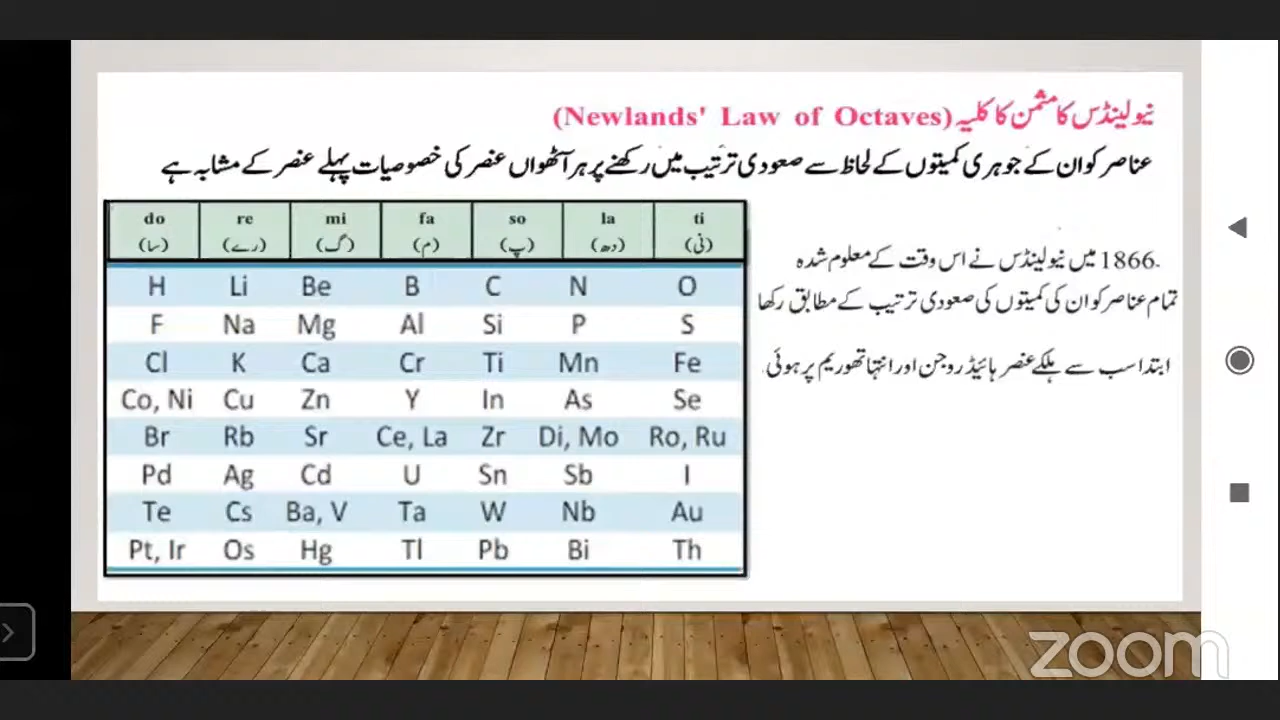 نیولینڈس کا مثمن کا کلیہ (Newlands' Law of Octaves)
عناصر کو ان کے جوہری کمیتوں کے لحاظ سے صعودی ترتیب میں رکھنے پر ہر آٹھواں عنصر کی خصوصیات پہلے عنصر کے مشابہ ہے
do re mi fa so la ti
(سا) (رے) (گ) (م) (پ) (دھ) (نی)
H Li Be B C N O
F Na Mg Al Si P S
Cl K Ca Cr Ti Mn Fe
Co, Ni Cu Zn Y In As Se
Br Rb Sr Ce, La Zr Di, Mo Ro, Ru
Pd Ag Cd U Sn Sb I
Te Cs Ba, V Ta W Nb Au
Pt, Ir Os Hg Tl Pb Bi Th
.1866 میں نیولینڈس نے اس وقت کے معلوم شدہ
تمام عناصر کو ان کی کمیتوں کی صعودی ترتیب کے مطابق رکھا
ابتدا سب سے ہلکے عنصر ہائیڈروجن اور انتہا تھوریم پر ہوئی.
zoom